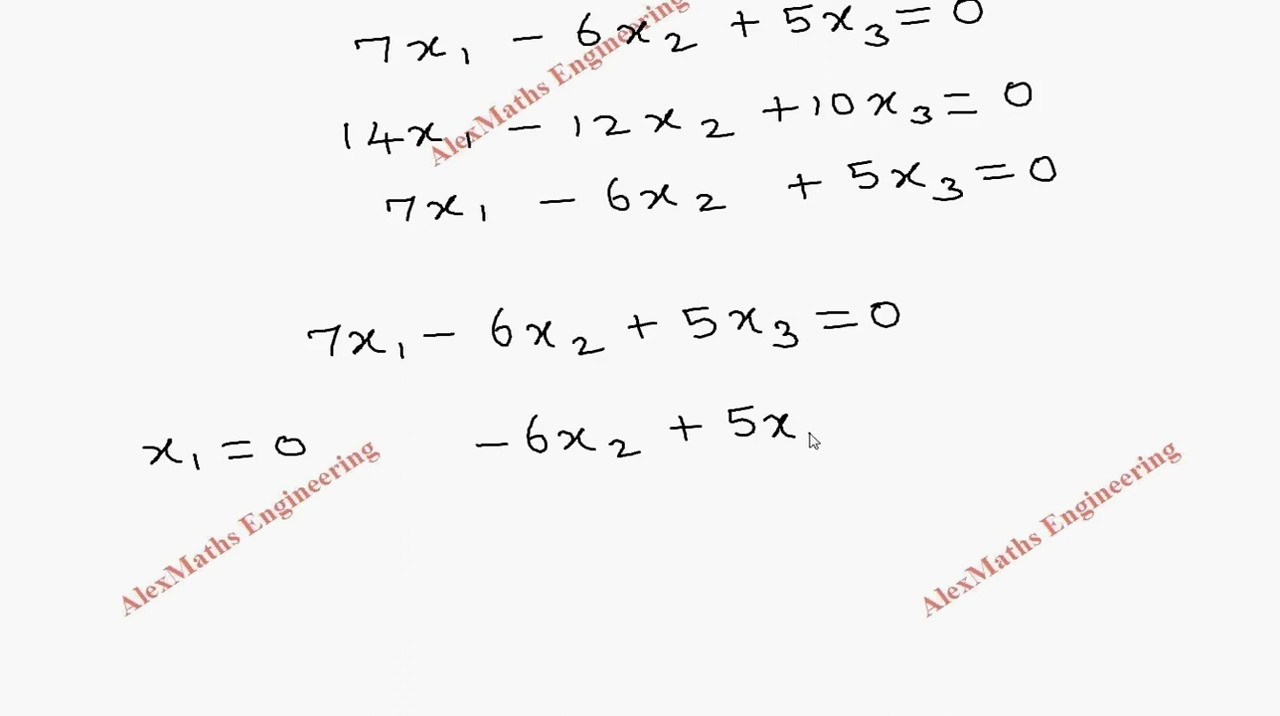 7x₁ - 6x₂ + 5x₃ = 0
14x₁ - 12x₂ + 10x₃ = 0
7x₁ - 6x₂ + 5x₃ = 0
7x₁ - 6x₂ + 5x₃ = 0
x₁ = 0 - 6x₂ + 5x
AlexMaths Engineering
AlexMaths Engineering
AlexMaths Engineering